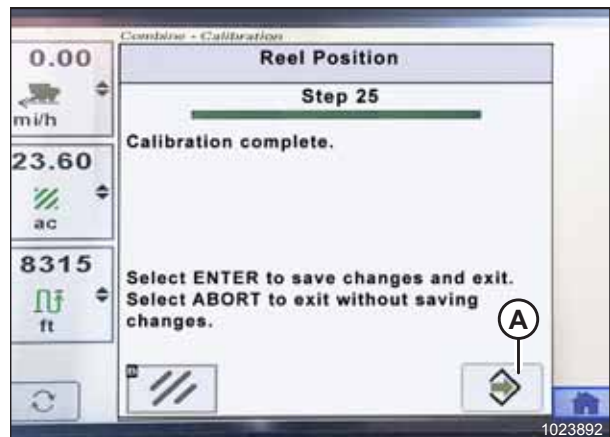 Combine - Calibration
0.00
mi/h
23.60
ac
8315
ft
Reel Position
Step 25
Calibration complete.
Select ENTER to save changes and exit.
Select ABORT to exit without saving
changes.
A
1023892